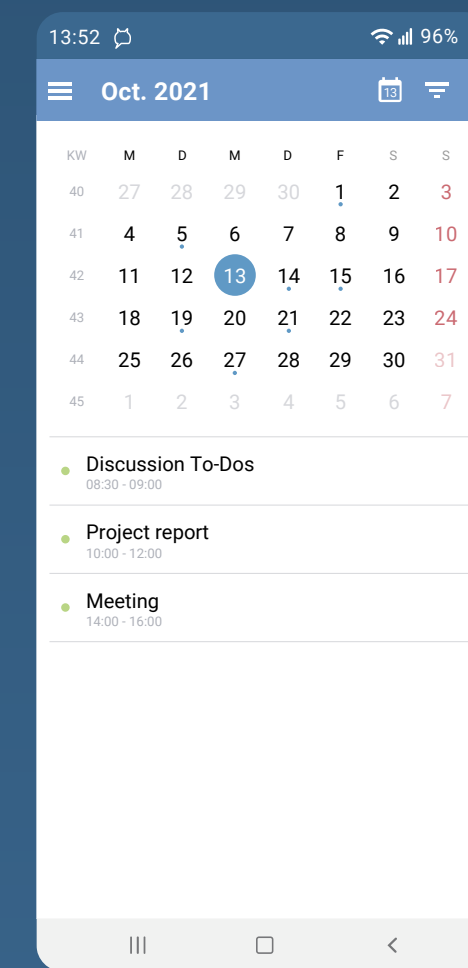 13:52 96%
Oct. 2021 13
KW M D M D F S S
40 27 28 29 30 1 2 3
41 4 5 6 7 8 9 10
42 11 12 13 14 15 16 17
43 18 19 20 21 22 23 24
44 25 26 27 28 29 30 31
45 1 2 3 4 5 6 7
Discussion To-Dos
08:30 - 09:00
Project report
10:00 - 12:00
Meeting
14:00 - 16:00